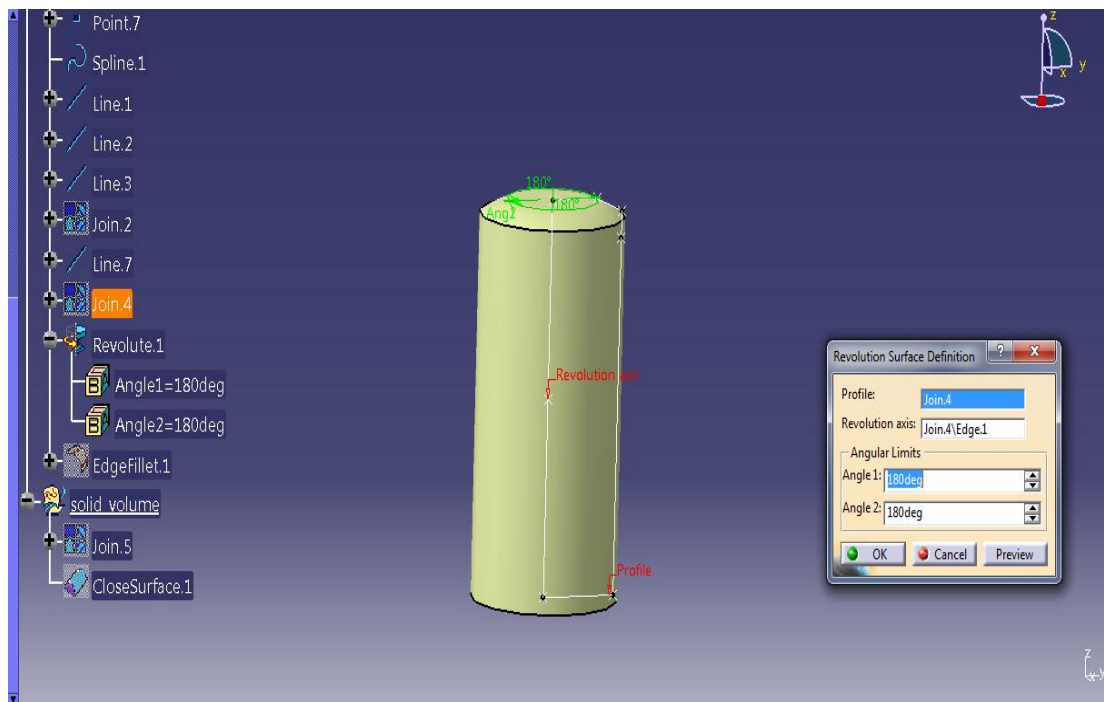 Point.7
Spline.1
Line.1
Line.2
Line.3
Join.2
Line.7
Join.4
Revolute.1
Angle1=180deg
Angle2=180deg
EdgeFillet.1
solid_volume
Join.5
CloseSurface.1
180°
180°
Ang2
Revolution axis
Profile
z
y
x
Revolution Surface Definition
?
X
Profile:
Join.4
Revolution axis:
Join.4\Edge.1
Angular Limits
Angle 1:
180deg
Angle 2:
180deg
OK
Cancel
Preview
z
x
y